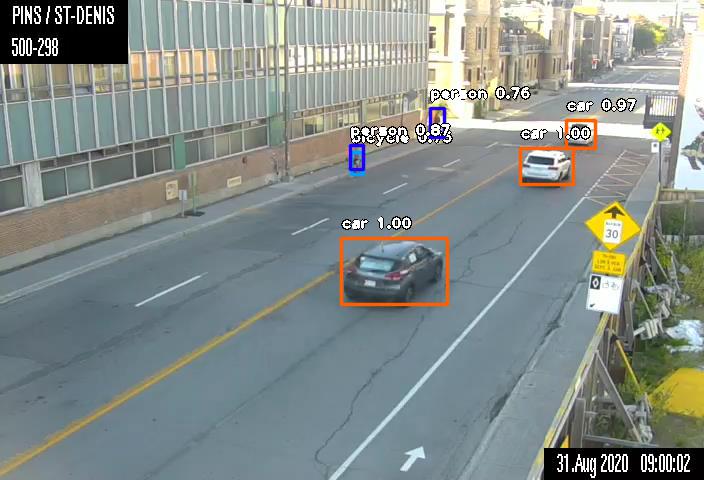 PINS / ST-DENIS
500-298
person 0.76
car 0.97
person 0.87
car 1.00
car 1.00
30
31.Aug 2020 09:00:02